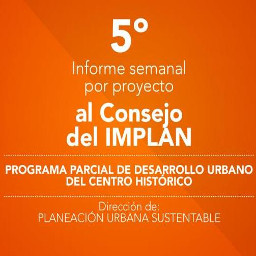 5°
Informe semanal
por proyecto
al Consejo
del IMPLAN
PROGRAMA PARCIAL DE DESARROLLO URBANO
DEL CENTRO HISTÓRICO
Dirección de:
PLANEACIÓN URBANA SUSTENTABLE